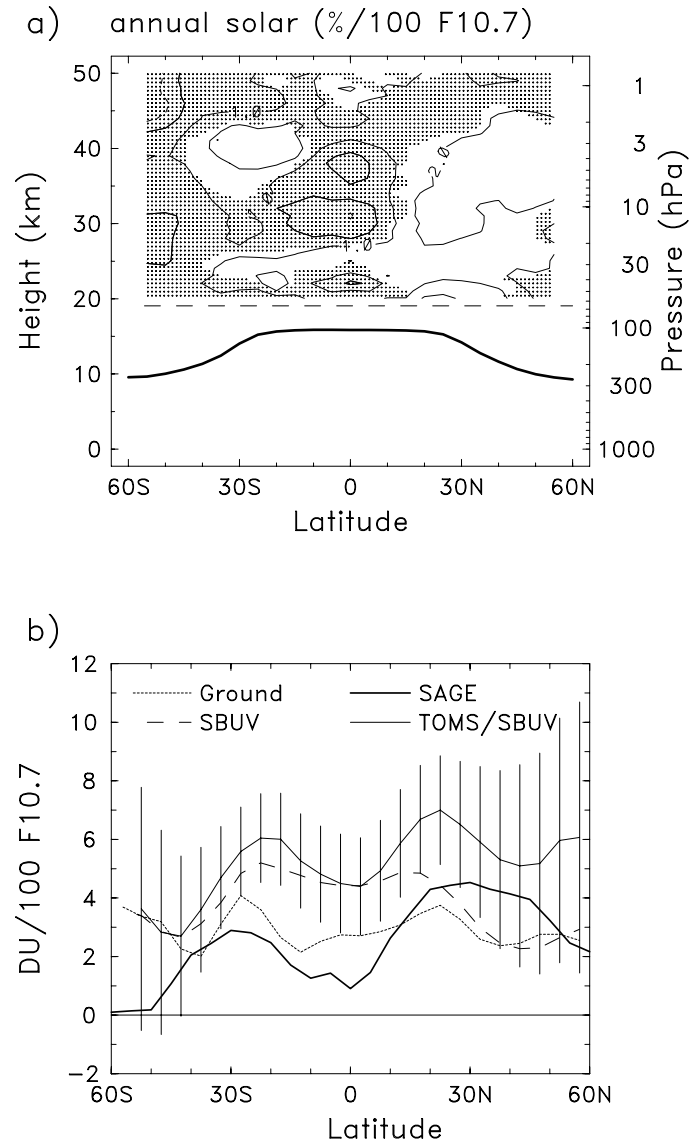 a) annual solar (%/100 F10.7)
50
40
30
20
10
0
Height (km)
1
3
10
30
100
300
1000
Pressure (hPa)
1.0
2.0
1.0
60S 30S 0 30N 60N
Latitude
b)
12
10
8
6
4
2
0
-2
DU/100 F10.7
Ground SAGE
SBUV TOMS/SBUV
60S 30S 0 30N 60N
Latitude